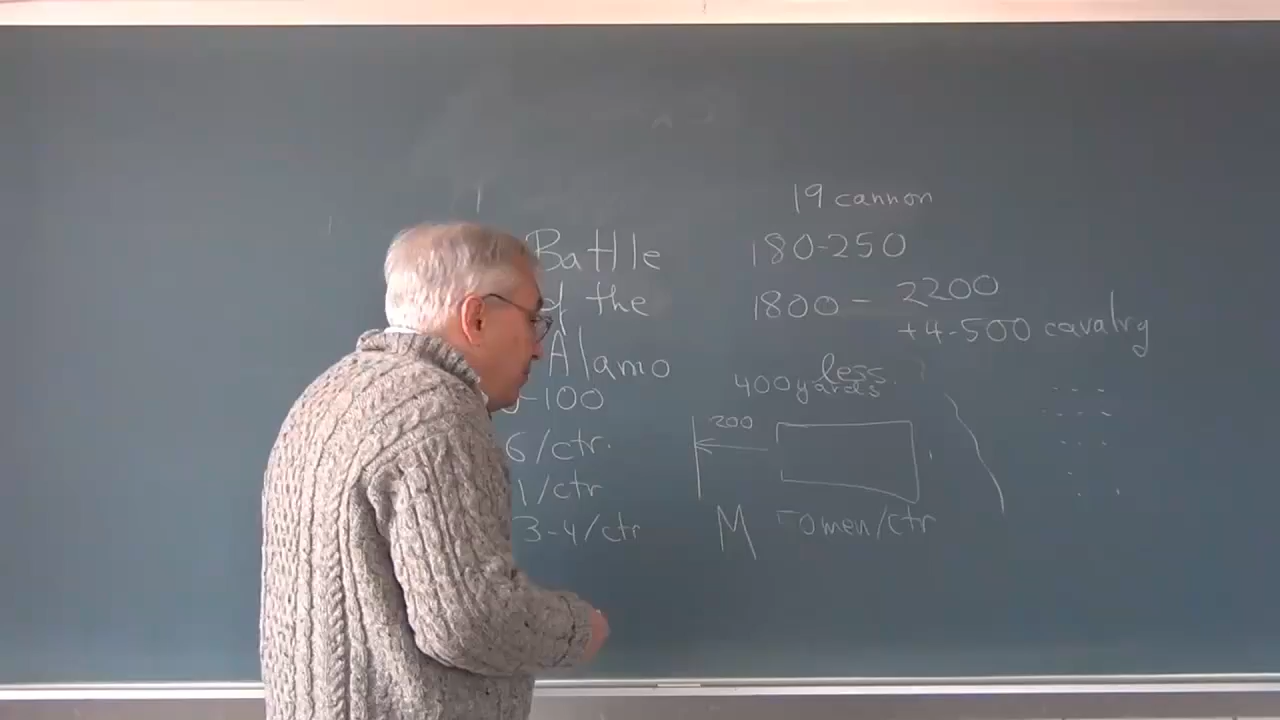 19 cannon
Battle
of the
Alamo
-100
6/ctr.
1/ctr
3-4/ctr
180-250
1800 - 2200
+4-500 cavalry
less
400 yards
200
M
men/ctr